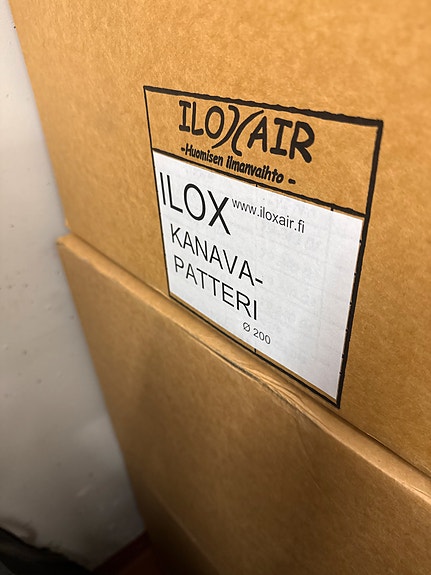 ILOXAIR
-Huomisen ilmanvaihto -
ILOX www.iloxair.fi
KANAVA-
PATTERI
Ø 200